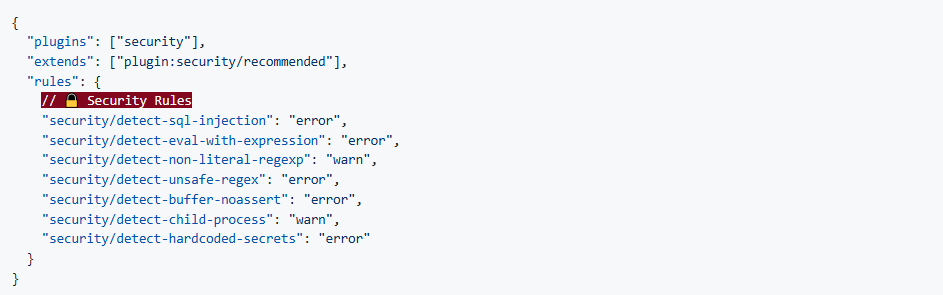 {
"plugins": ["security"],
"extends": ["plugin:security/recommended"],
"rules": {
// 🔒 Security Rules
"security/detect-sql-injection": "error",
"security/detect-eval-with-expression": "error",
"security/detect-non-literal-regexp": "warn",
"security/detect-unsafe-regex": "error",
"security/detect-buffer-noassert": "error",
"security/detect-child-process": "warn",
"security/detect-hardcoded-secrets": "error"
}
}